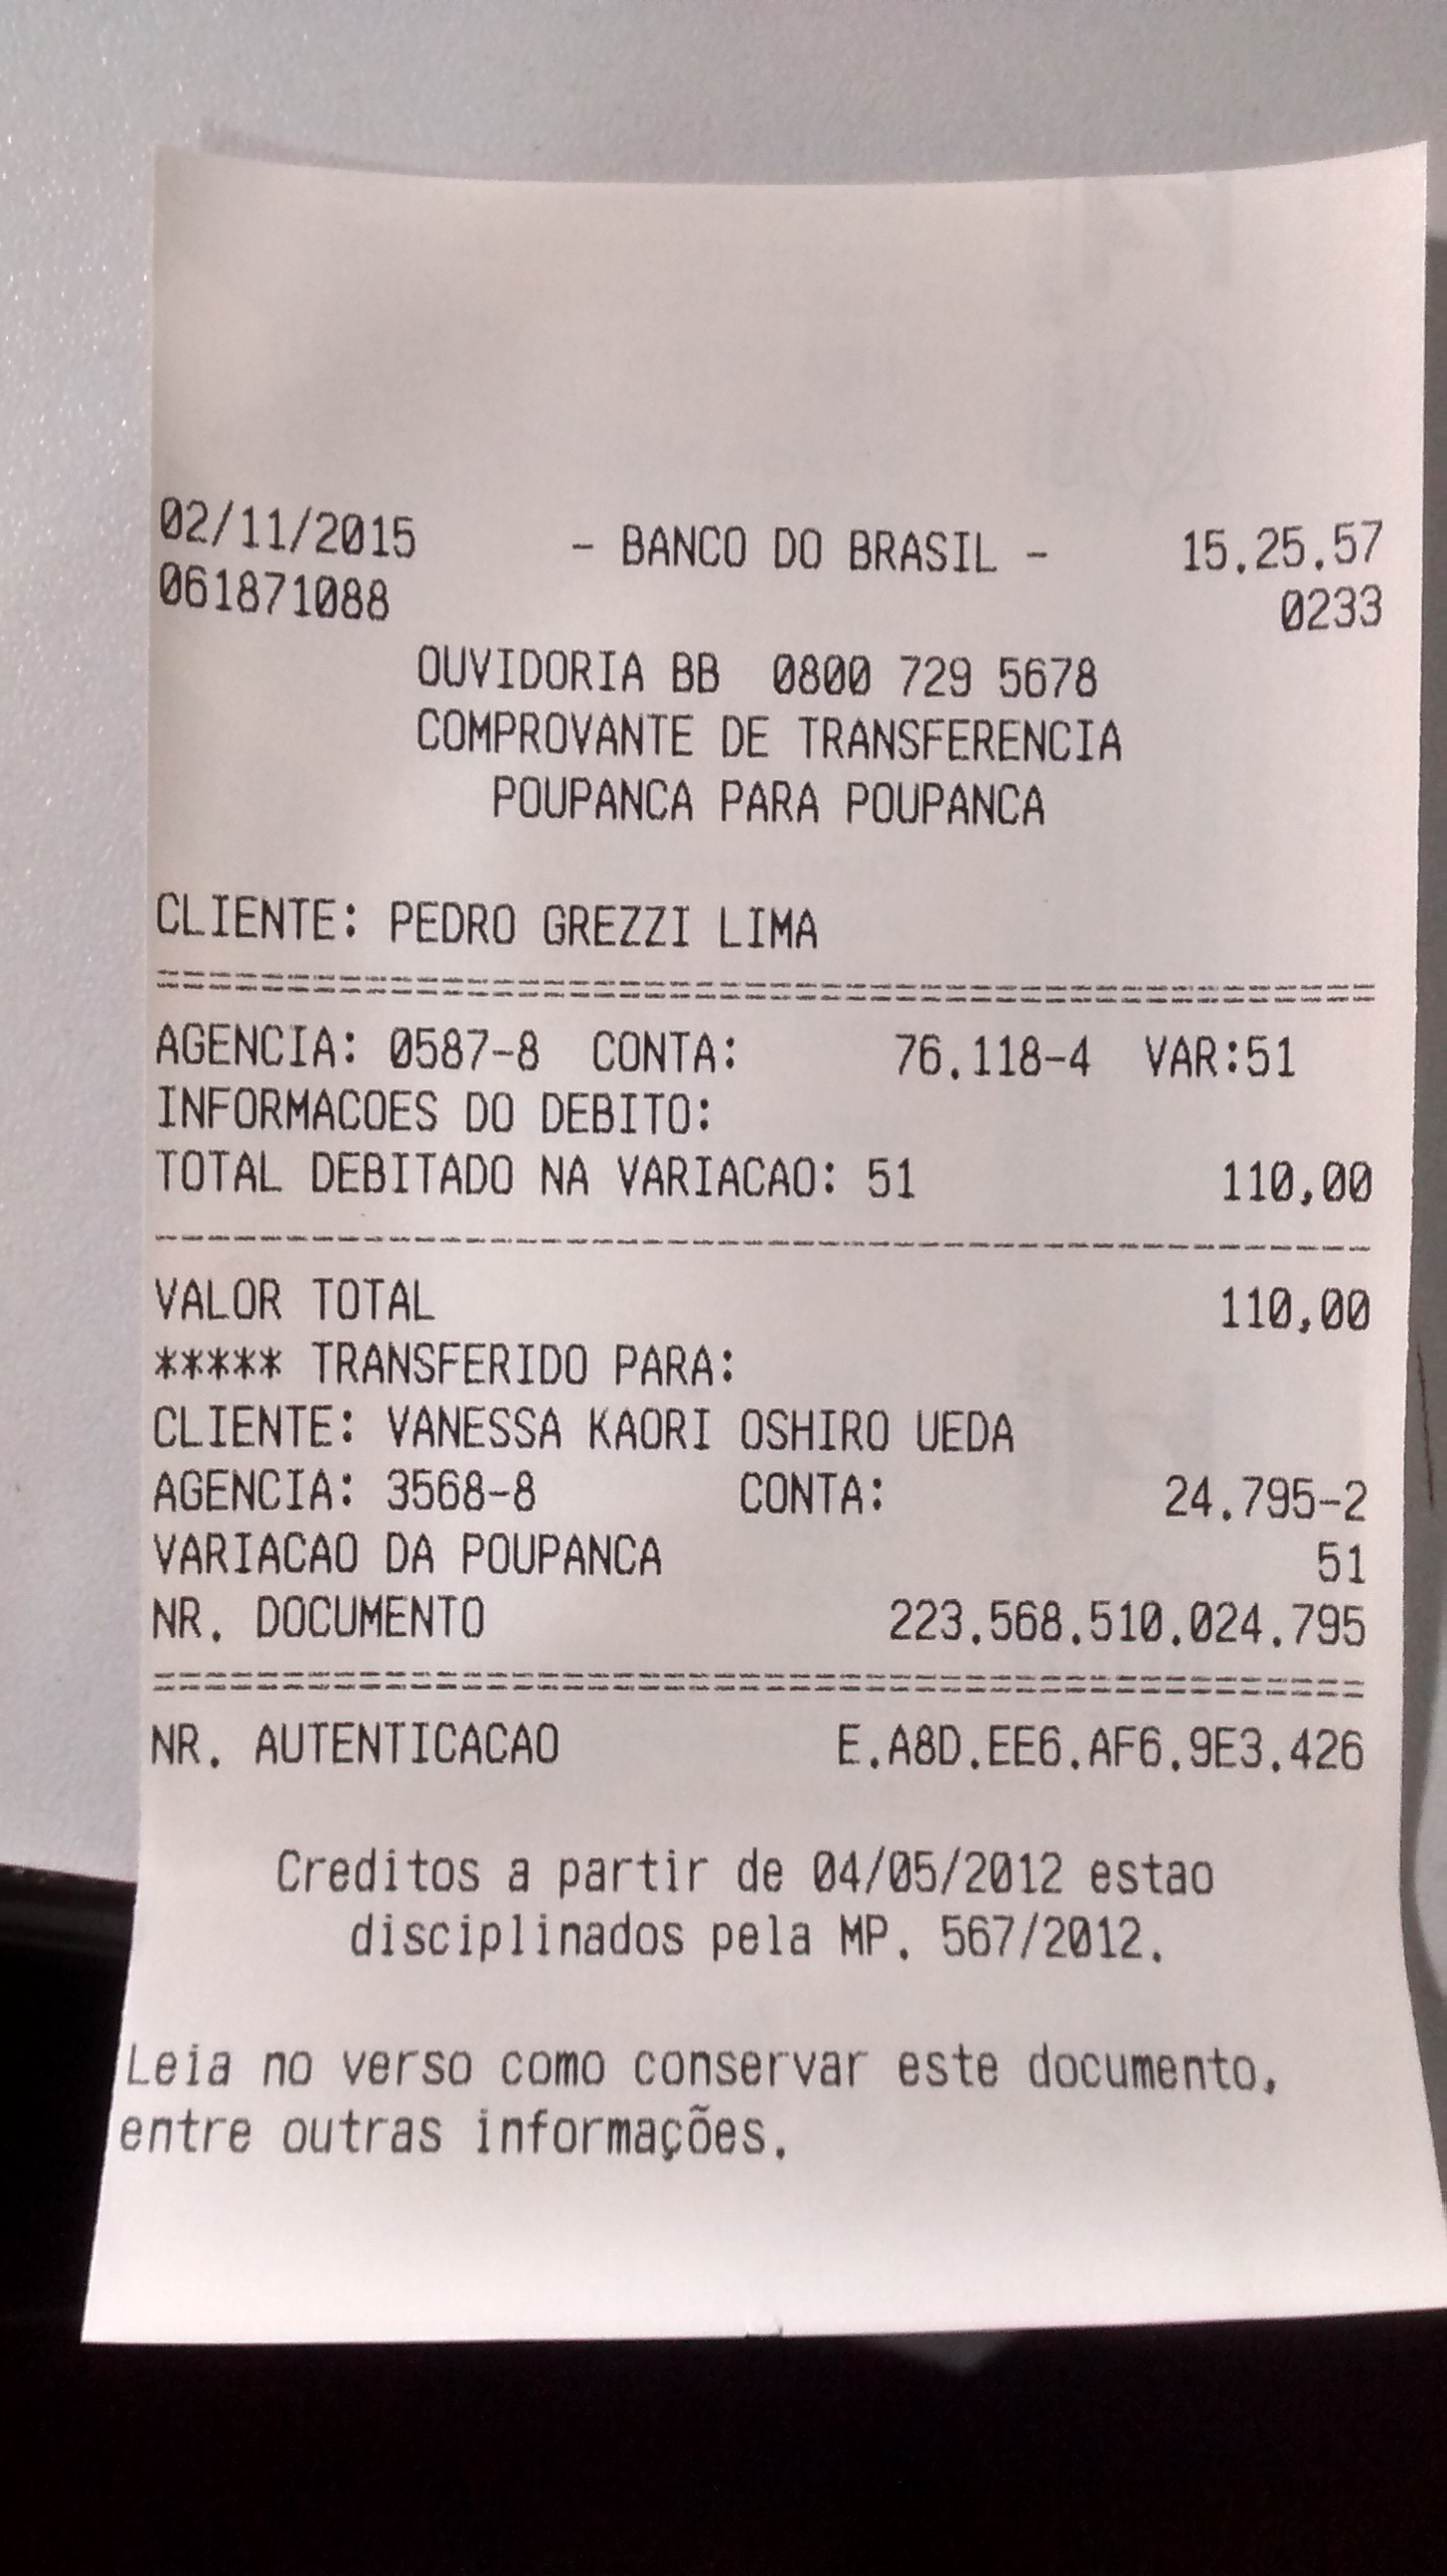 02/11/2015 - BANCO DO BRASIL - 15.25.57
061871088 0233
OUVIDORIA BB 0800 729 5678
COMPROVANTE DE TRANSFERENCIA
POUPANCA PARA POUPANCA
CLIENTE: PEDRO GREZZI LIMA
================================================
AGENCIA: 0587-8 CONTA: 76.118-4 VAR:51
INFORMACOES DO DEBITO:
TOTAL DEBITADO NA VARIACAO: 51 110,00
------------------------------------------------
VALOR TOTAL 110,00
***** TRANSFERIDO PARA:
CLIENTE: VANESSA KAORI OSHIRO UEDA
AGENCIA: 3568-8 CONTA: 24.795-2
VARIACAO DA POUPANCA 51
NR. DOCUMENTO 223.568.510.024.795
================================================
NR. AUTENTICACAO E.A8D.EE6.AF6.9E3.426
Creditos a partir de 04/05/2012 estao
disciplinados pela MP. 567/2012.
Leia no verso como conservar este documento,
entre outras informações.